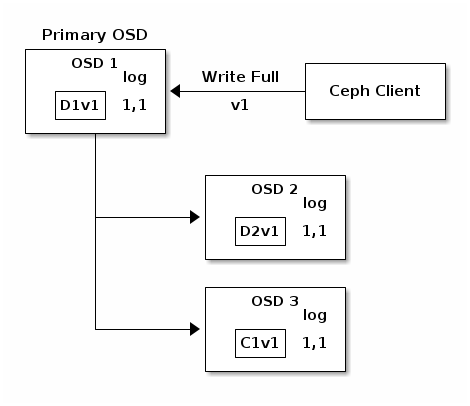 Primary OSD
OSD 1
log
D1v1 1,1
Write Full
v1
Ceph Client
OSD 2
log
D2v1 1,1
OSD 3
log
C1v1 1,1